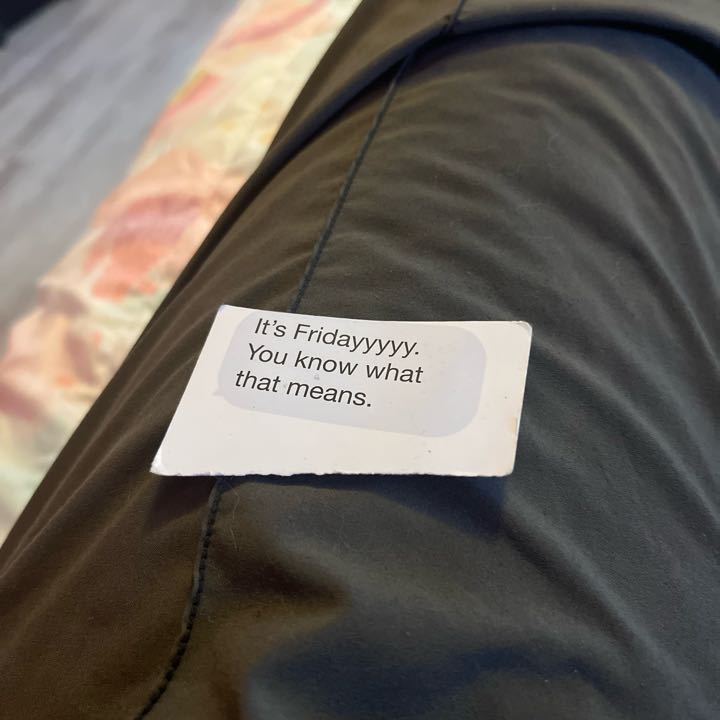 It's Fridayyyyy.
You know what
that means.